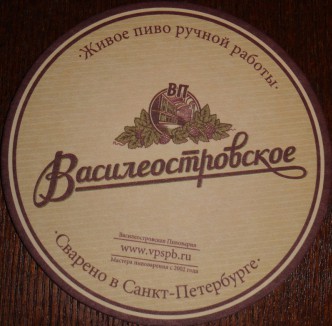 ·Живое пиво ручной работы·
ВП
Василеостровское
Василеостровская Пивоварня
www.vpspb.ru
Мастера пивоварения с 2002 года
·Сварено в Санкт-Петербурге·